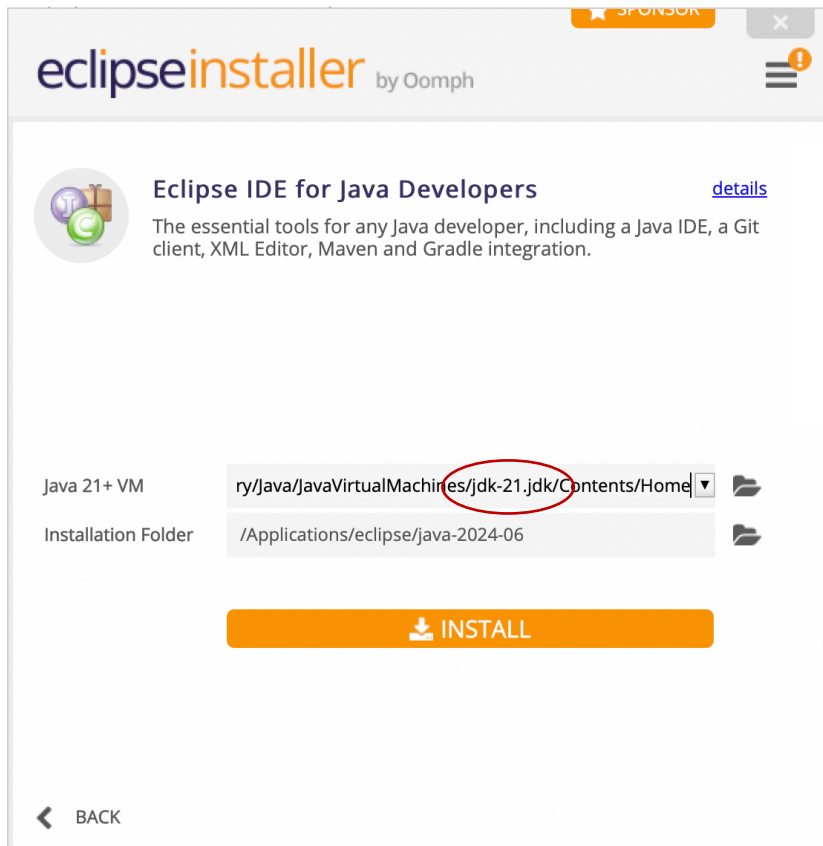 SPONSOR
eclipseinstaller by Oomph
Eclipse IDE for Java Developers
details
The essential tools for any Java developer, including a Java IDE, a Git
client, XML Editor, Maven and Gradle integration.
Java 21+ VM
ry/Java/JavaVirtualMachines/jdk-21.jdk/Contents/Home
Installation Folder
/Applications/eclipse/java-2024-06
INSTALL
BACK